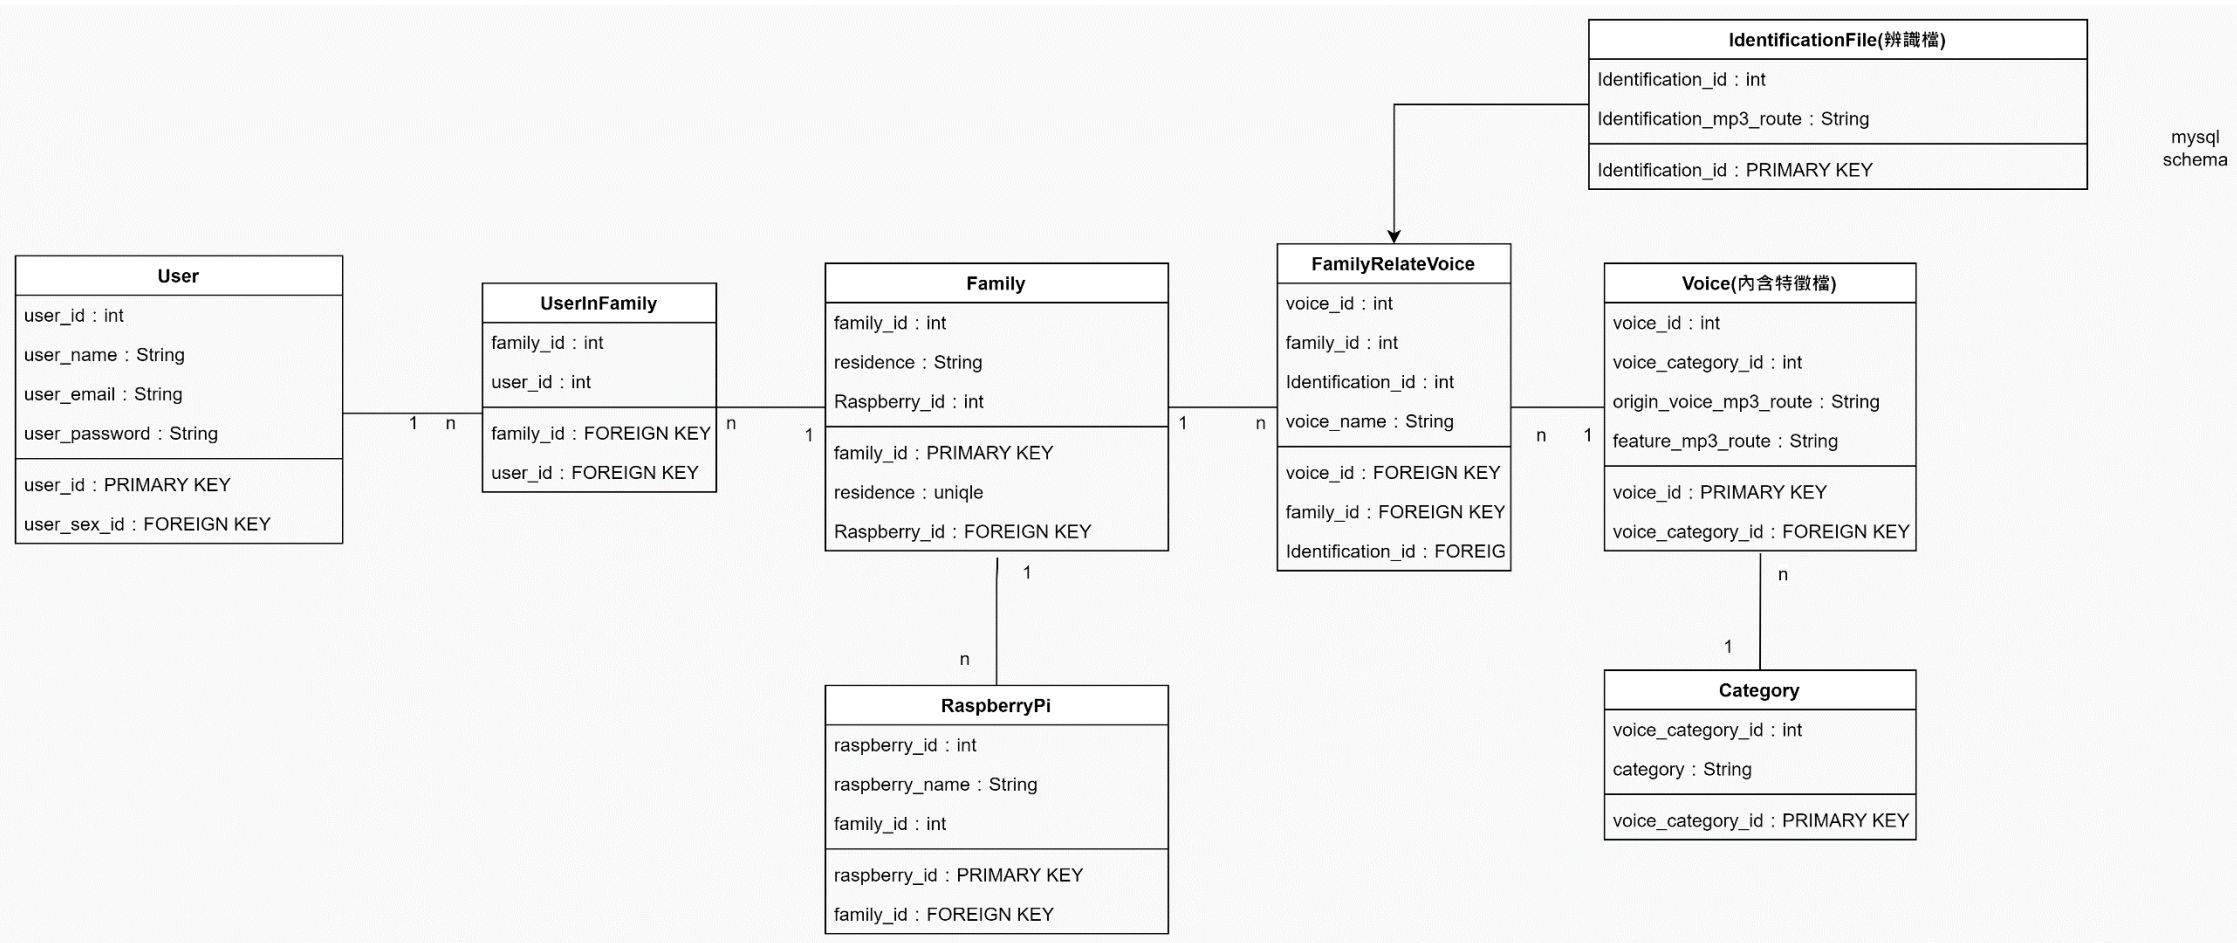 IdentificationFile(辨識檔)
Identification_id：int
Identification_mp3_route：String
Identification_id：PRIMARY KEY
mysql
schema
User
user_id：int
user_name：String
user_email：String
user_password：String
user_id：PRIMARY KEY
user_sex_id：FOREIGN KEY
1
n
UserInFamily
family_id：int
user_id：int
family_id：FOREIGN KEY
user_id：FOREIGN KEY
n
1
Family
family_id：int
residence：String
Raspberry_id：int
family_id：PRIMARY KEY
residence：uniqle
Raspberry_id：FOREIGN KEY
1
n
FamilyRelateVoice
voice_id：int
family_id：int
Identification_id：int
voice_name：String
voice_id：FOREIGN KEY
family_id：FOREIGN KEY
Identification_id：FOREIG
n
1
Voice(內含特徵檔)
voice_id：int
voice_category_id：int
origin_voice_mp3_route：String
feature_mp3_route：String
voice_id：PRIMARY KEY
voice_category_id：FOREIGN KEY
1
n
RaspberryPi
raspberry_id：int
raspberry_name：String
family_id：int
raspberry_id：PRIMARY KEY
family_id：FOREIGN KEY
n
1
Category
voice_category_id：int
category：String
voice_category_id：PRIMARY KEY